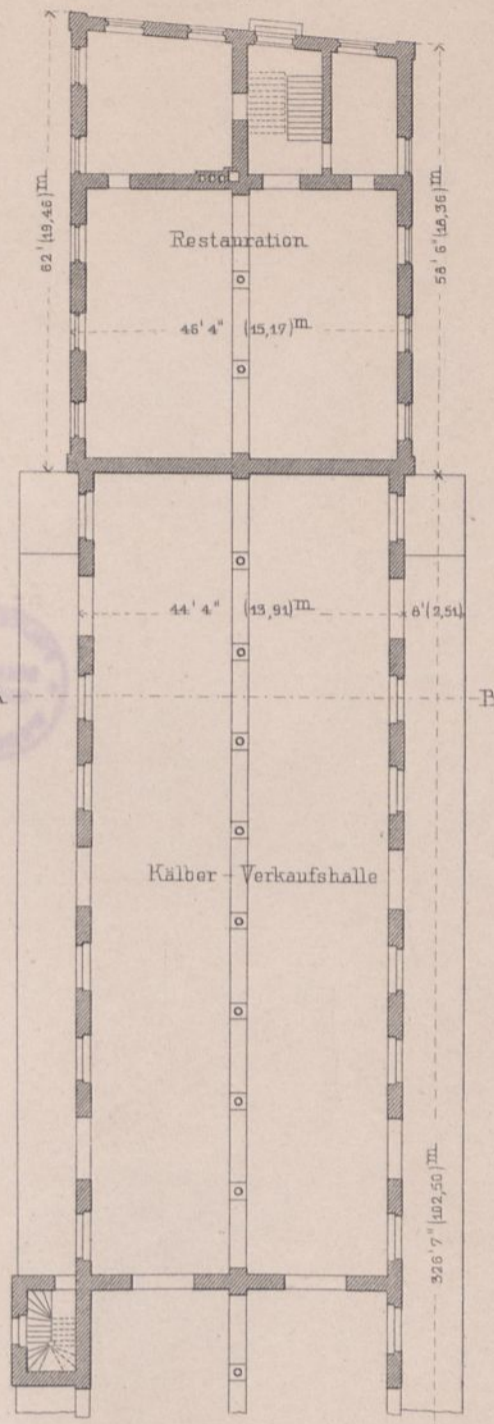 62' (19,46)m
58' 6" (18,36)m
Restauration
46' 4" (15,17)m
44' 4" (13,91)m
8' (2,51)
B
Kälber - Verkaufshalle
326' 7" (102,50)m